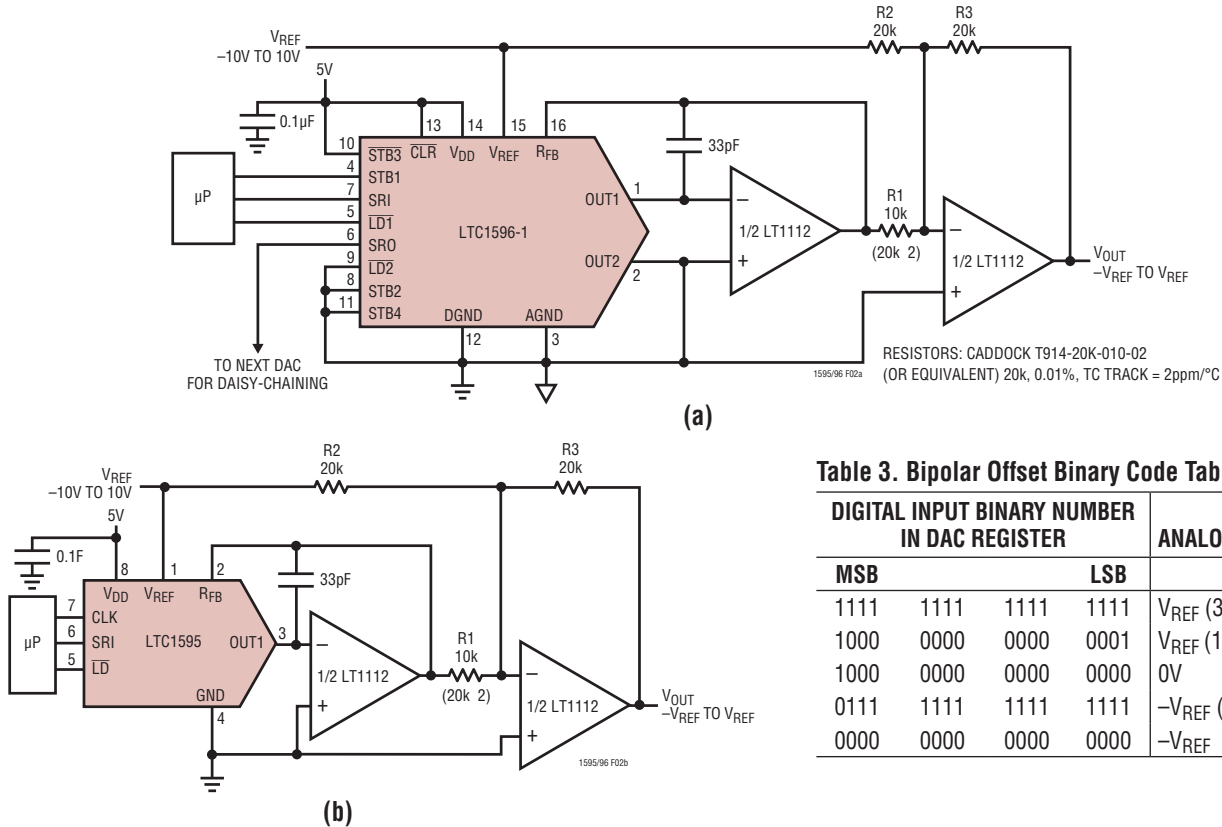 R2
20k
R3
20k
VREF
–10V TO 10V
5V
0.1µF
13
14
15
16
10
STB3
CLR
VDD
VREF
RFB
33pF
µP
4
STB1
7
SRI
5
LD1
6
SRO
9
LD2
8
STB2
11
STB4
LTC1596-1
OUT1
1
OUT2
2
DGND
AGND
12
3
–
1/2 LT1112
+
R1
10k
(20k 2)
–
1/2 LT1112
+
VOUT
–VREF TO VREF
TO NEXT DAC
FOR DAISY-CHAINING
1595/96 F02a
RESISTORS: CADDOCK T914-20K-010-02
(OR EQUIVALENT) 20k, 0.01%, TC TRACK = 2ppm/°C
(a)
R2
20k
R3
20k
VREF
–10V TO 10V
5V
0.1F
8
1
2
VDD
VREF
RFB
33pF
µP
7
CLK
6
SRI
5
LD
LTC1595
OUT1
3
GND
4
–
1/2 LT1112
+
R1
10k
(20k 2)
–
1/2 LT1112
+
VOUT
–VREF TO VREF
1595/96 F02b
(b)
Table 3. Bipolar Offset Binary Code Tab
DIGITAL INPUT BINARY NUMBER
IN DAC REGISTER
ANALO
MSB LSB
1111 1111 1111 1111 VREF (3
1000 0000 0000 0001 VREF (1
1000 0000 0000 0000 0V
0111 1111 1111 1111 –VREF (
0000 0000 0000 0000 –VREF